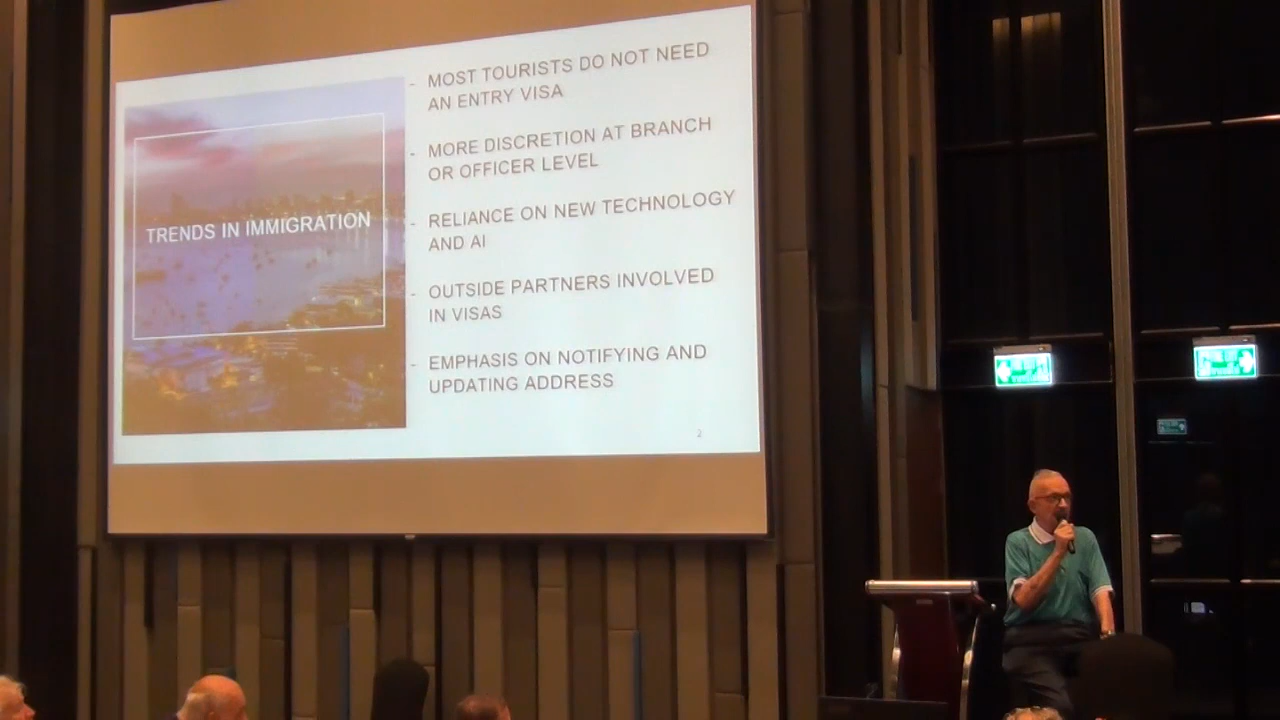 TRENDS IN IMMIGRATION
- MOST TOURISTS DO NOT NEED
AN ENTRY VISA
- MORE DISCRETION AT BRANCH
OR OFFICER LEVEL
- RELIANCE ON NEW TECHNOLOGY
AND AI
- OUTSIDE PARTNERS INVOLVED
IN VISAS
- EMPHASIS ON NOTIFYING AND
UPDATING ADDRESS
2